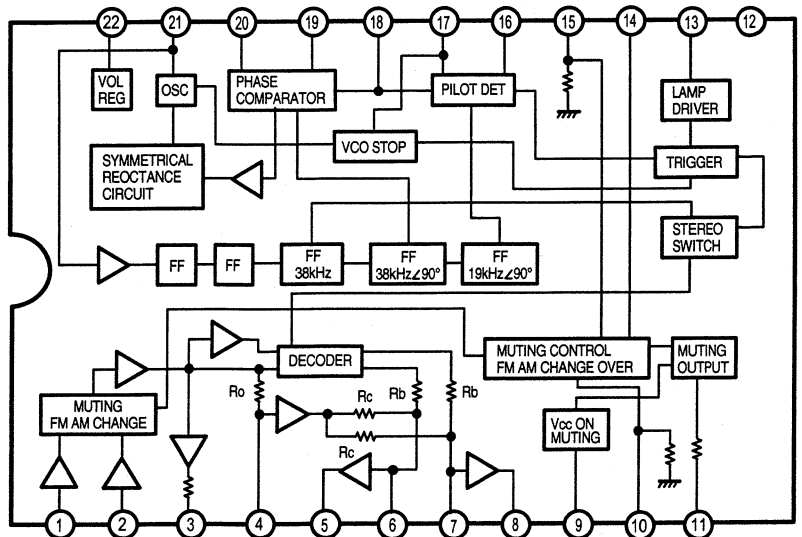 22 21 20 19 18 17 16 15 14 13 12
VOL
REG
OSC
PHASE
COMPARATOR
PILOT DET
LAMP
DRIVER
VCO STOP
TRIGGER
SYMMETRICAL
REOCTANCE
CIRCUIT
STEREO
SWITCH
FF
FF
FF
38kHz
FF
38kHz∠90°
FF
19kHz∠90°
DECODER
MUTING CONTROL
FM AM CHANGE OVER
MUTING
OUTPUT
Ro
Rc
Rb
Rb
MUTING
FM AM CHANGE
Rc
Vcc ON
MUTING
1 2 3 4 5 6 7 8 9 10 11